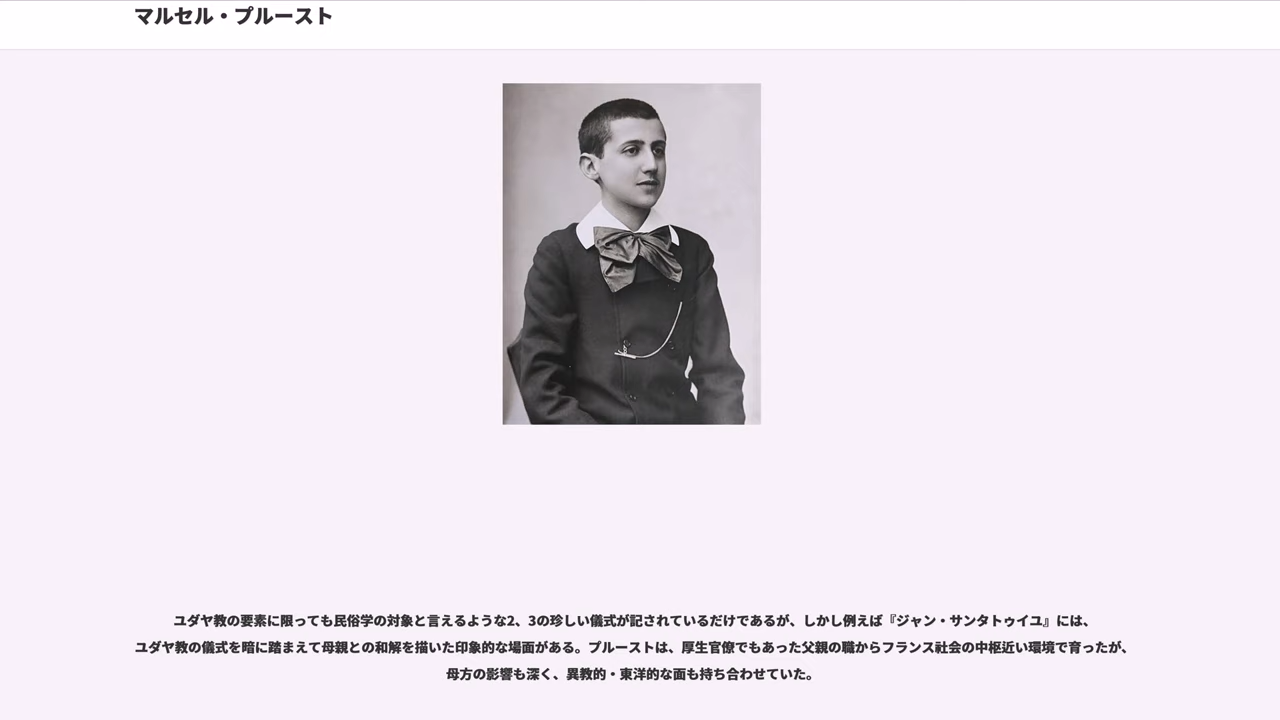 マルセル・プルースト
ユダヤ教の要素に限っても民俗学の対象と言えるような2、3の珍しい儀式が記されているだけであるが、しかし例えば『ジャン・サンタトゥイユ』には、
ユダヤ教の儀式を暗に踏まえて母親との和解を描いた印象的な場面がある。プルーストは、厚生官僚でもあった父親の職からフランス社会の中枢近い環境で育ったが、
母方の影響も深く、異教的・東洋的な面も持ち合わせていた。